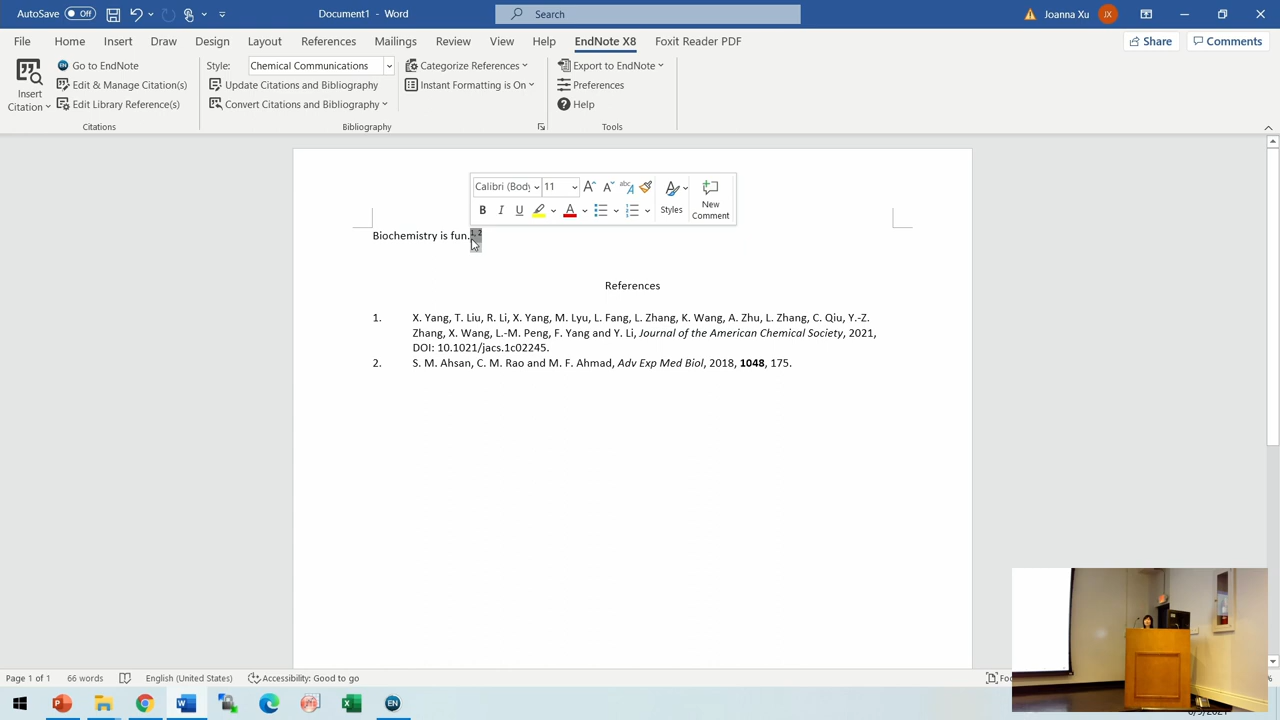 AutoSave Off Document1 - Word Search Joanna Xu JX
File Home Insert Draw Design Layout References Mailings Review View Help EndNote X8 Foxit Reader PDF Share Comments
Insert Citation
Go to EndNote
Edit & Manage Citation(s)
Edit Library Reference(s)
Citations
Style: Chemical Communications
Update Citations and Bibliography
Convert Citations and Bibliography
Categorize References
Instant Formatting is On
Bibliography
Export to EndNote
Preferences
Help
Tools
Calibri (Body 11
Styles
New Comment
Biochemistry is fun.1, 2
References
1. X. Yang, T. Liu, R. Li, X. Yang, M. Lyu, L. Fang, L. Zhang, K. Wang, A. Zhu, L. Zhang, C. Qiu, Y.-Z.
Zhang, X. Wang, L.-M. Peng, F. Yang and Y. Li, Journal of the American Chemical Society, 2021,
DOI: 10.1021/jacs.1c02245.
2. S. M. Ahsan, C. M. Rao and M. F. Ahmad, Adv Exp Med Biol, 2018, 1048, 175.
Page 1 of 1 66 words English (United States) Accessibility: Good to go